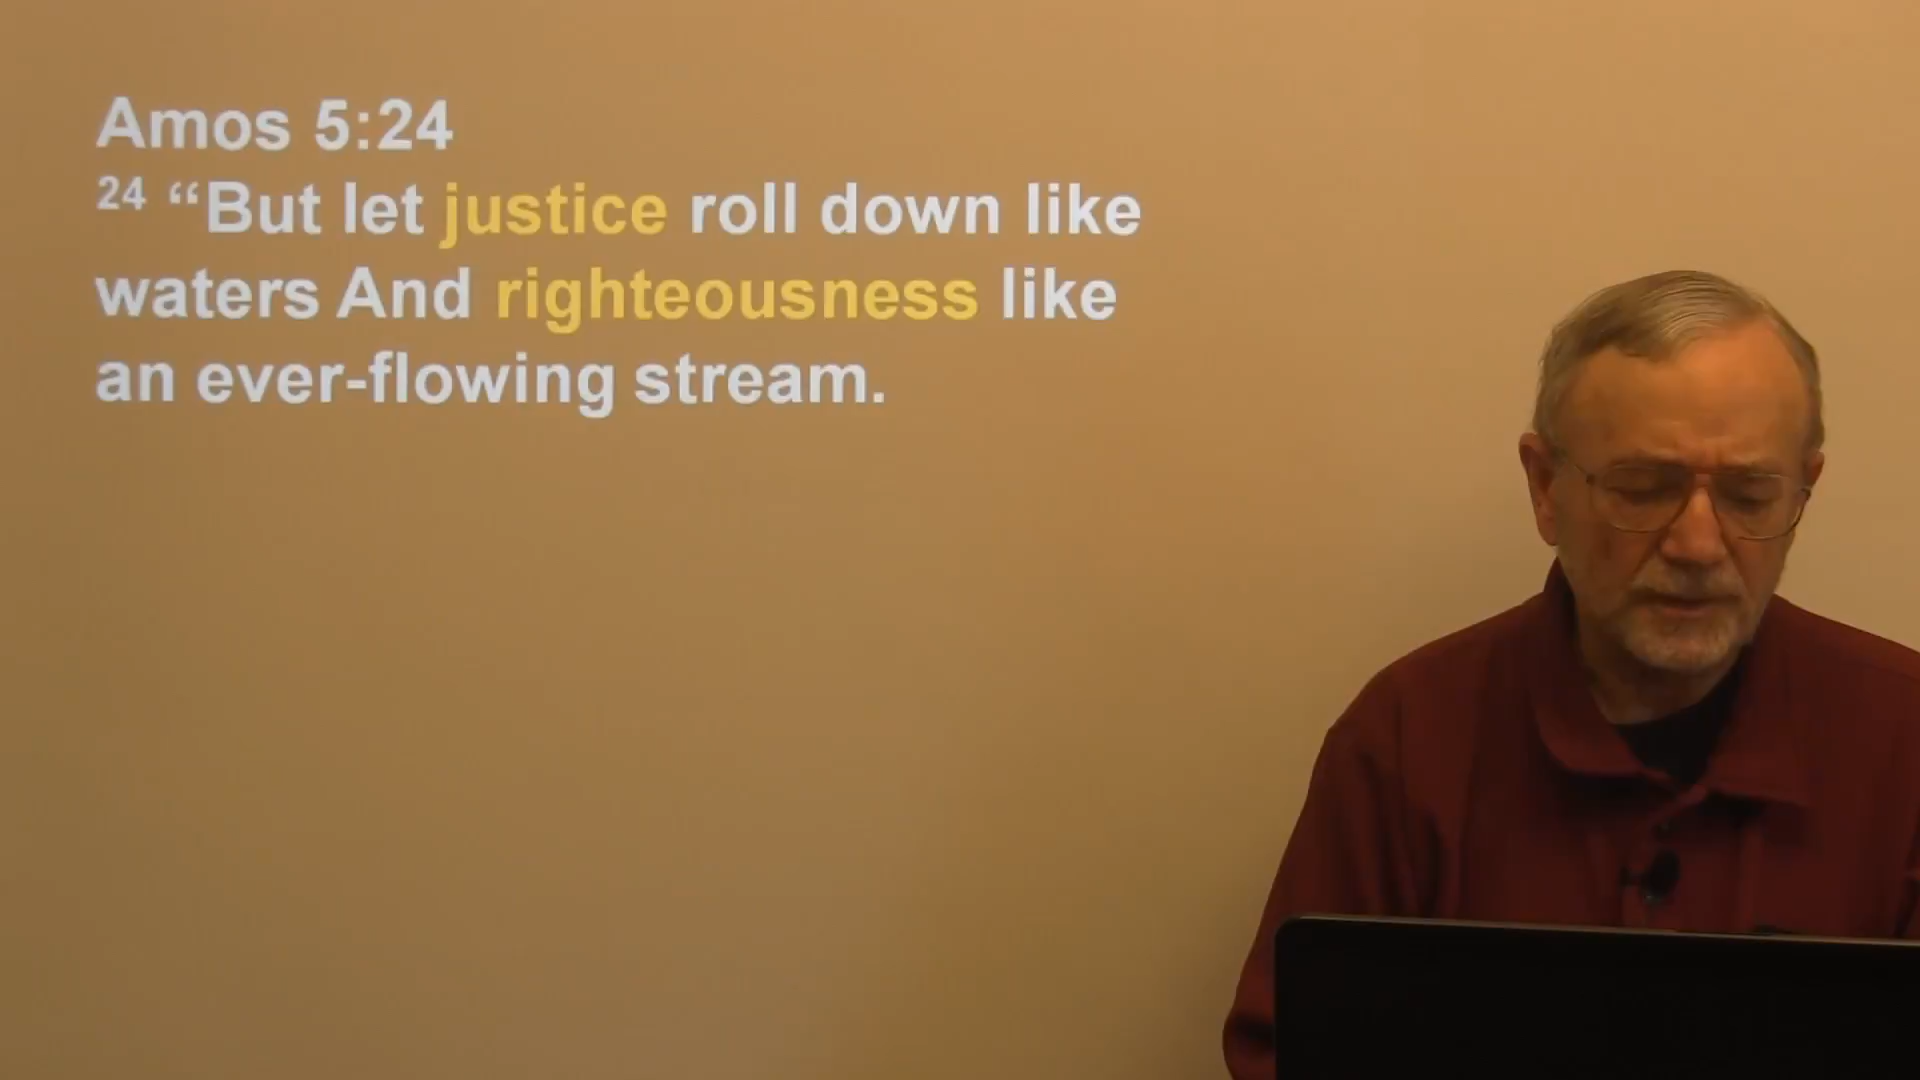 Amos 5:24
24 “But let justice roll down like
waters And righteousness like
an ever-flowing stream.